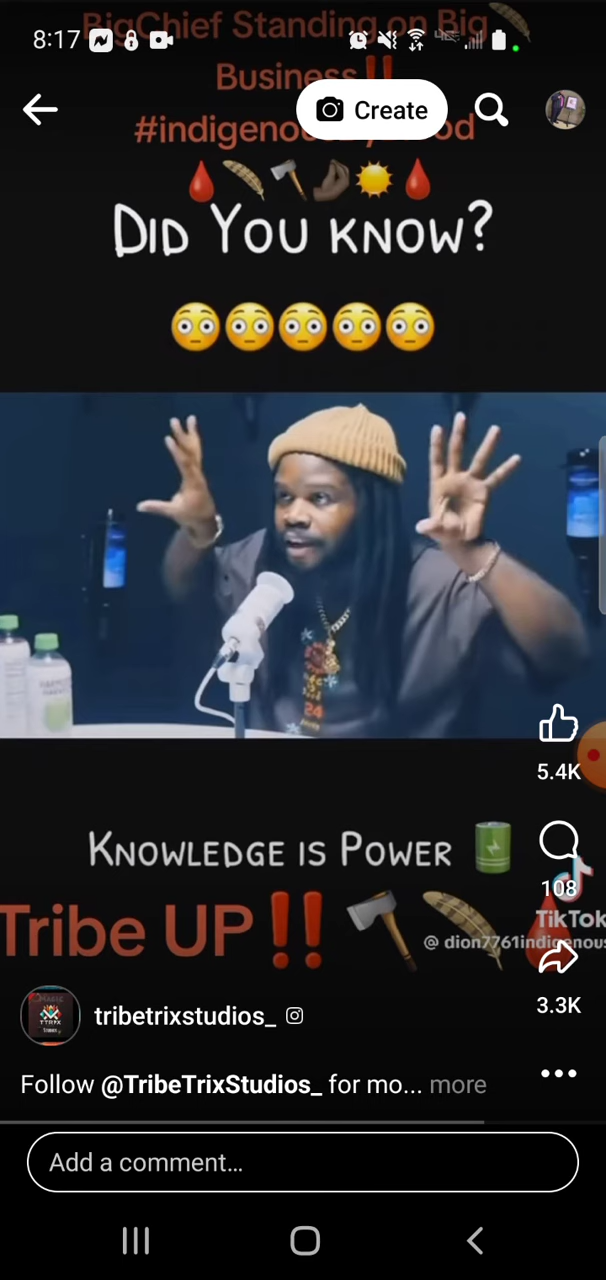 BigChief Standing on Big
8:17
Business‼
Create
DID YOU KNOW?
24
5.4K
KNOWLEDGE IS POWER
108
TikTok
Tribe UP‼
@ dion7761indigenous
3.3K
tribetrixstudios_
Follow @TribeTrixStudios_ for mo... more
Add a comment...